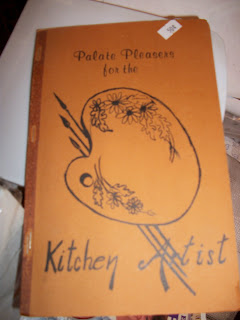 Palate Pleasers
for the
Kitchen Artist